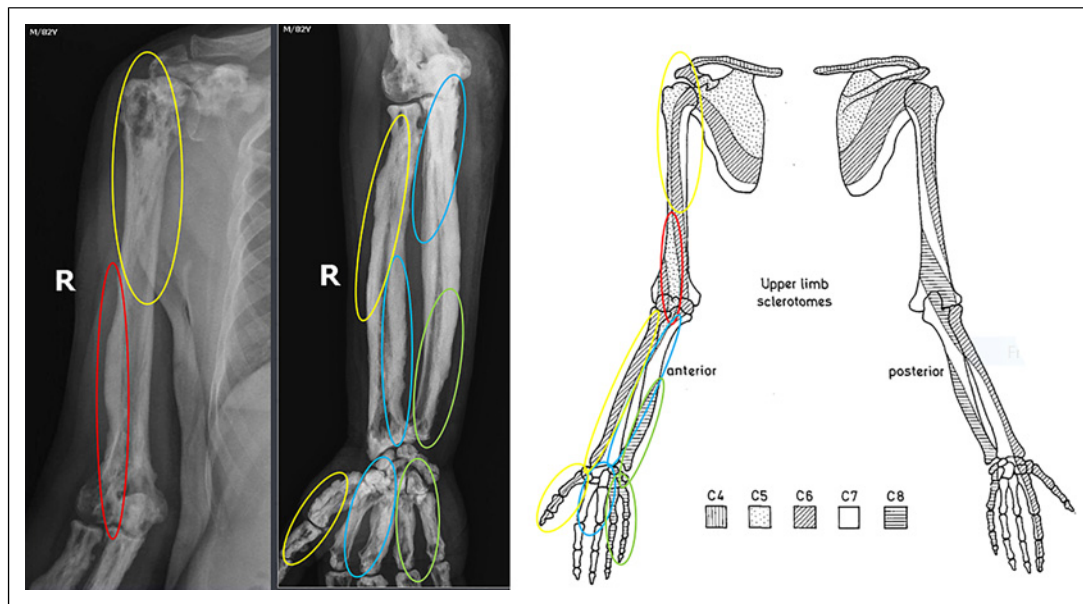 M/82Y
R
M/82Y
R
Upper limb
sclerotomes
anterior
posterior
C4 C5 C6 C7 C8